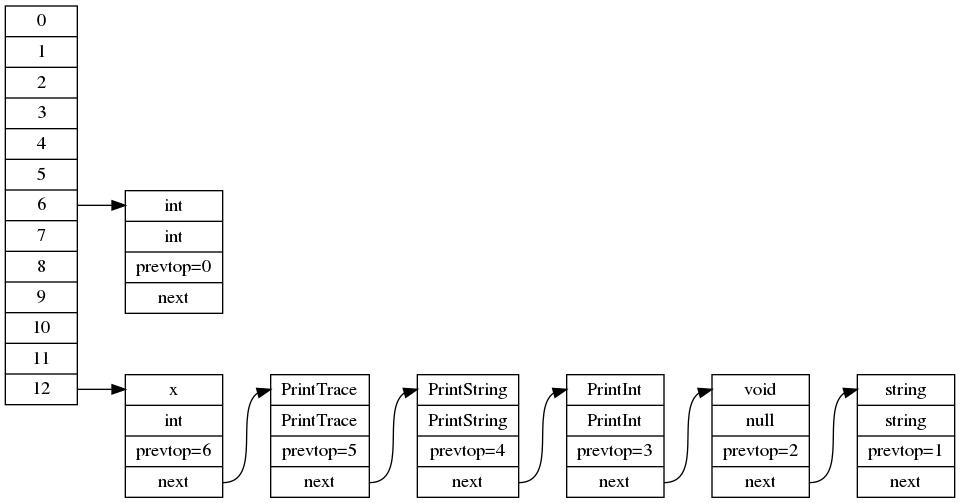 0
1
2
3
4
5
6
7
8
9
10
11
12
int
int
prevtop=0
next
x
int
prevtop=6
next
PrintTrace
PrintTrace
prevtop=5
next
PrintString
PrintString
prevtop=4
next
PrintInt
PrintInt
prevtop=3
next
void
null
prevtop=2
next
string
string
prevtop=1
next